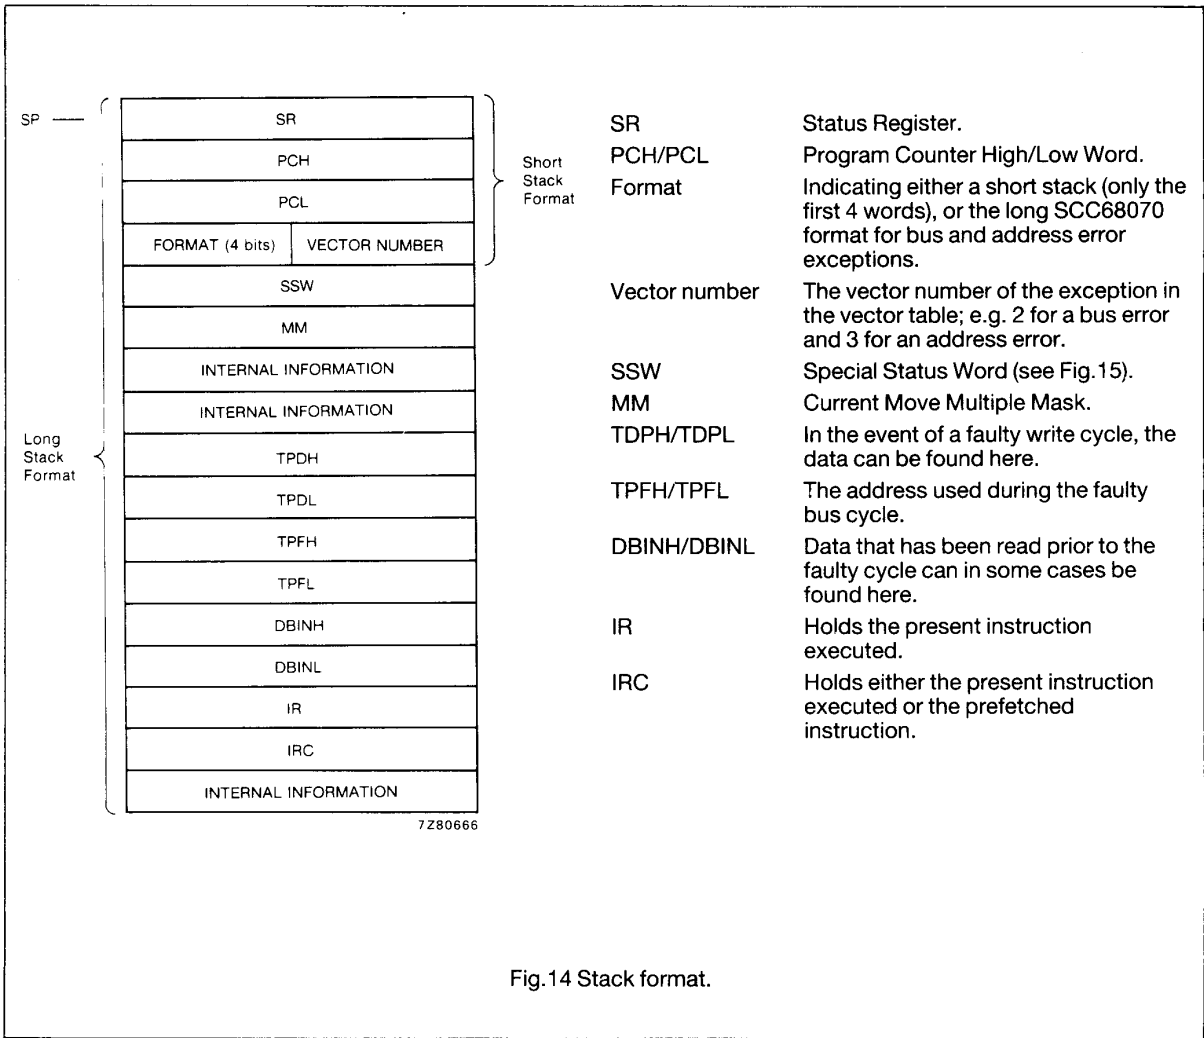 SP
SR
PCH
PCL
FORMAT (4 bits) VECTOR NUMBER
Short
Stack
Format
SSW
MM
INTERNAL INFORMATION
INTERNAL INFORMATION
Long
Stack
Format
TPDH
TPDL
TPFH
TPFL
DBINH
DBINL
IR
IRC
INTERNAL INFORMATION
7Z80666
SR Status Register.
PCH/PCL Program Counter High/Low Word.
Format Indicating either a short stack (only the
first 4 words), or the long SCC68070
format for bus and address error
exceptions.
Vector number The vector number of the exception in
the vector table; e.g. 2 for a bus error
and 3 for an address error.
SSW Special Status Word (see Fig.15).
MM Current Move Multiple Mask.
TDPH/TDPL In the event of a faulty write cycle, the
data can be found here.
TPFH/TPFL The address used during the faulty
bus cycle.
DBINH/DBINL Data that has been read prior to the
faulty cycle can in some cases be
found here.
IR Holds the present instruction
executed.
IRC Holds either the present instruction
executed or the prefetched
instruction.
Fig.14 Stack format.